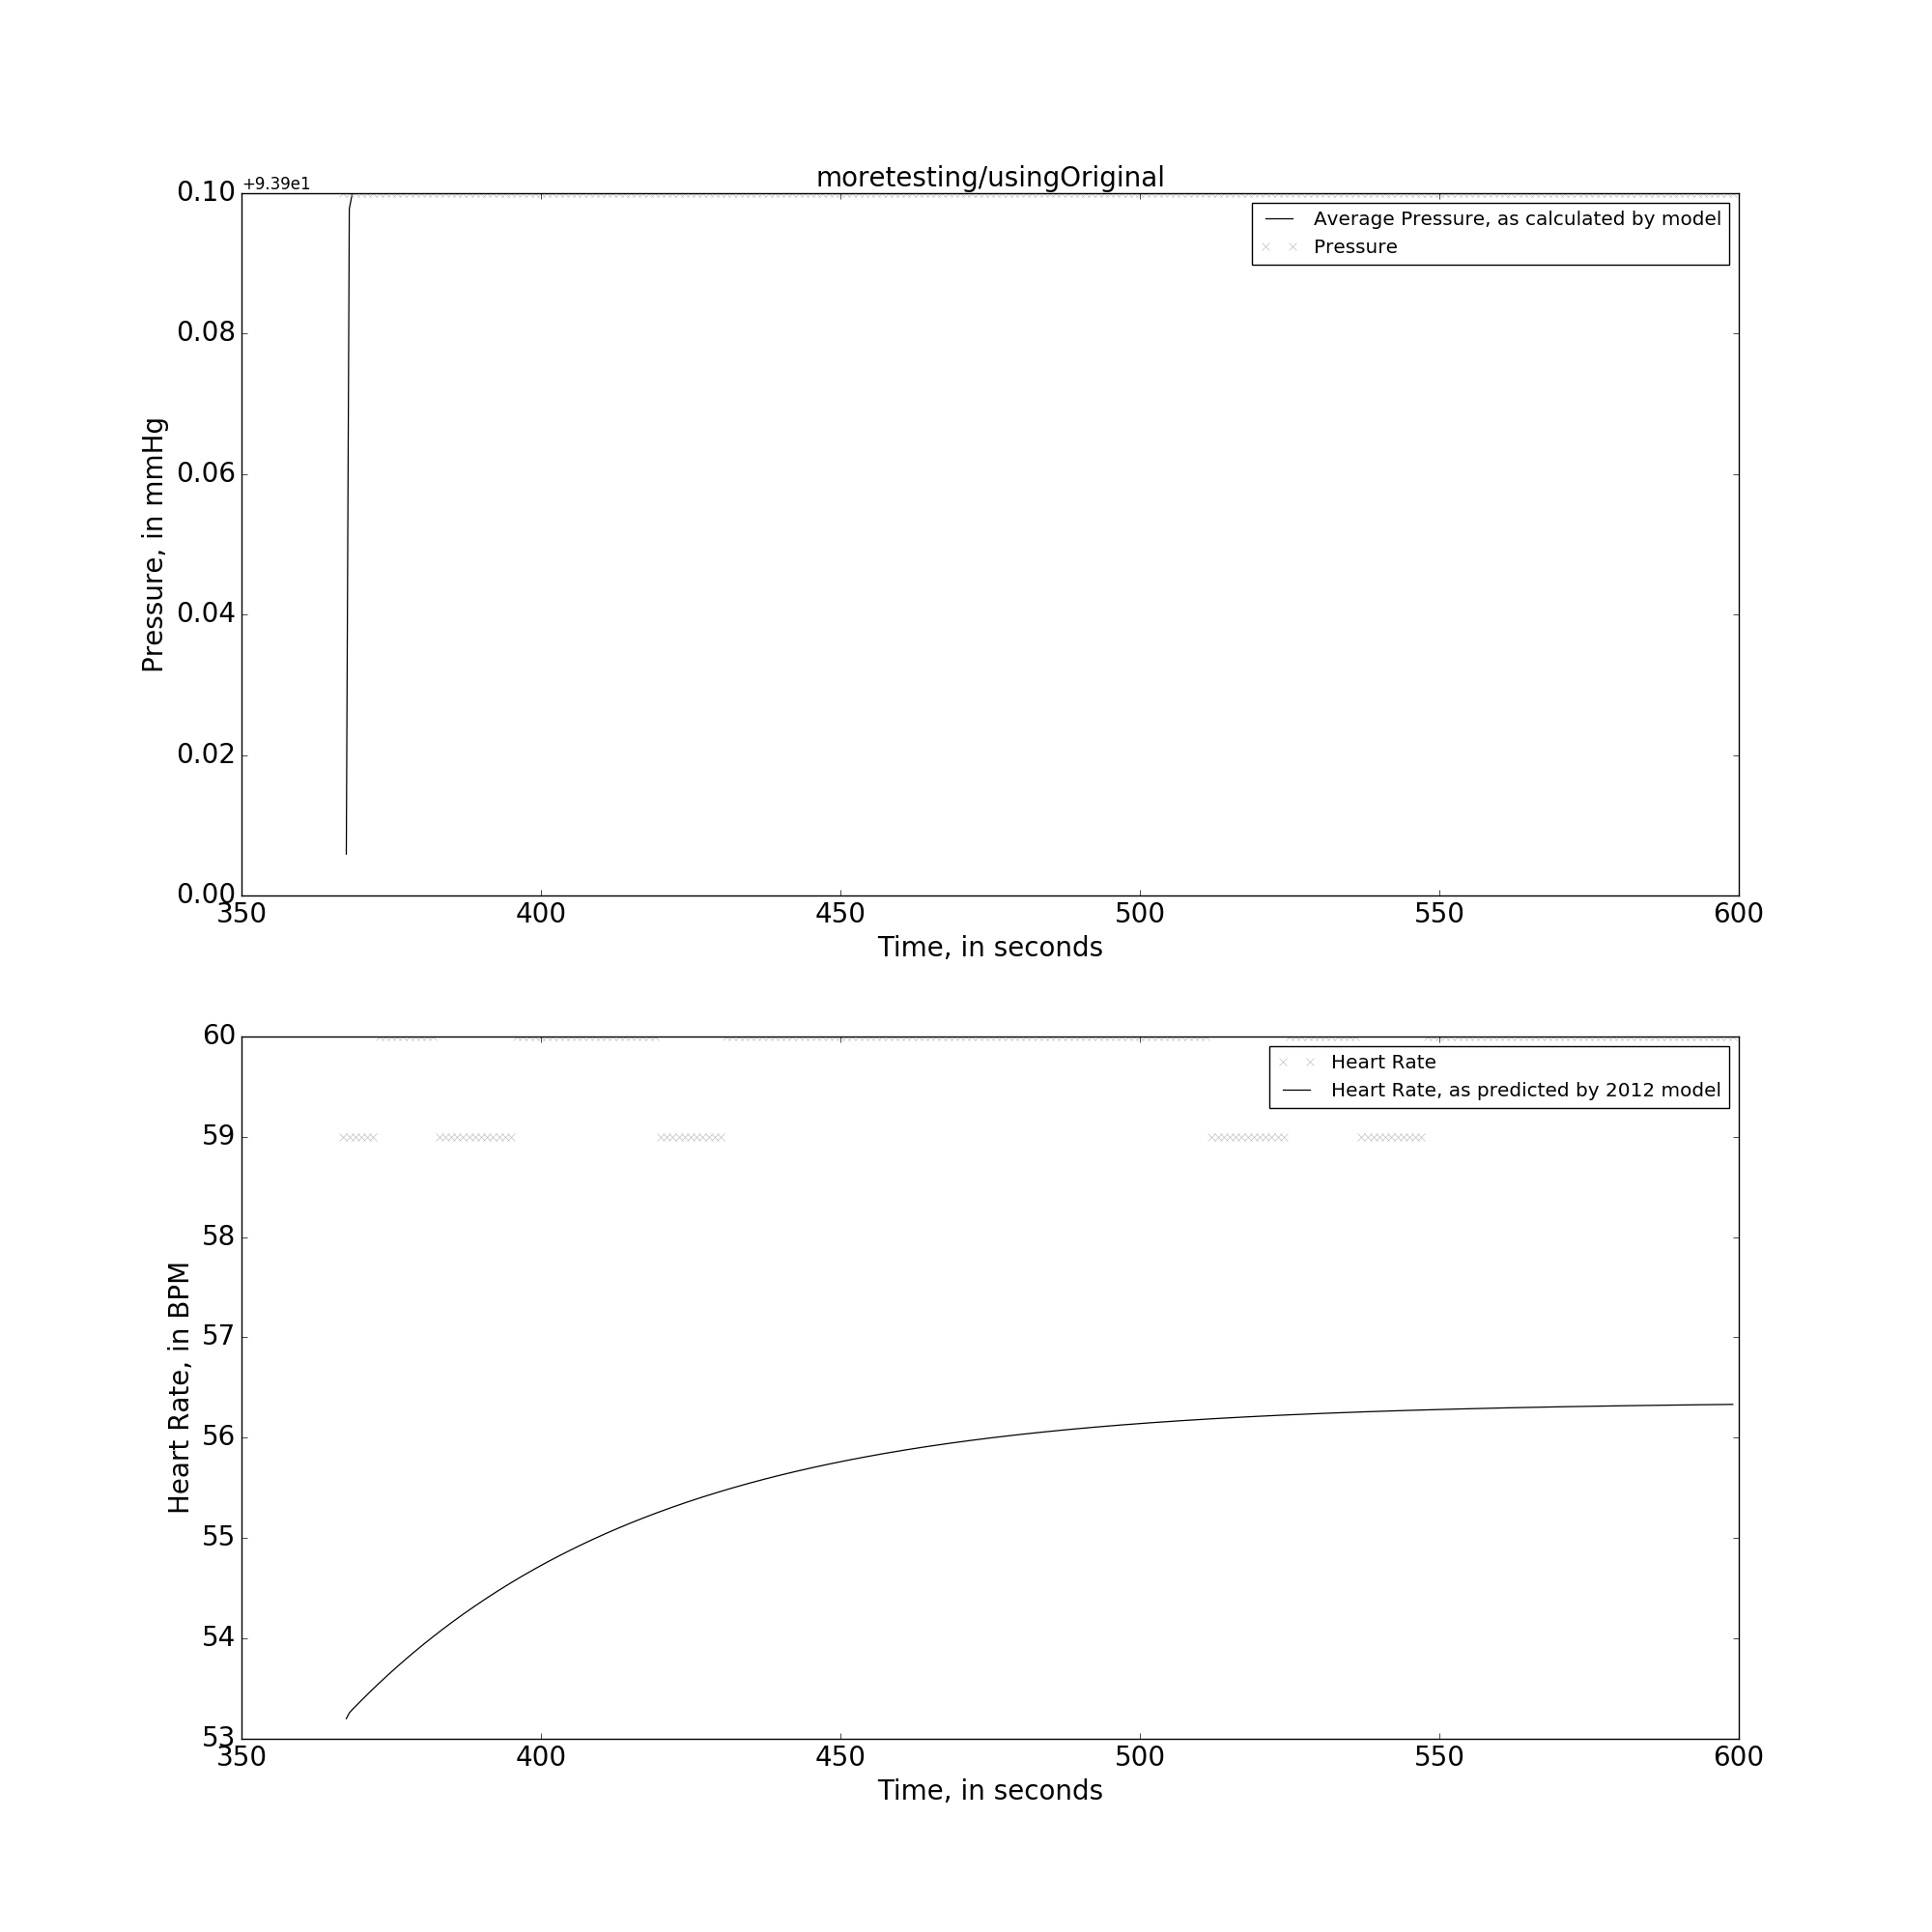 moretesting/usingOriginal
+9.39e1
0.10
0.08
0.06
0.04
0.02
0.00
Pressure, in mmHg
Average Pressure, as calculated by model
Pressure
350 400 450 500 550 600
Time, in seconds
60
59
58
57
56
55
54
53
Heart Rate, in BPM
Heart Rate
Heart Rate, as predicted by 2012 model
350 400 450 500 550 600
Time, in seconds